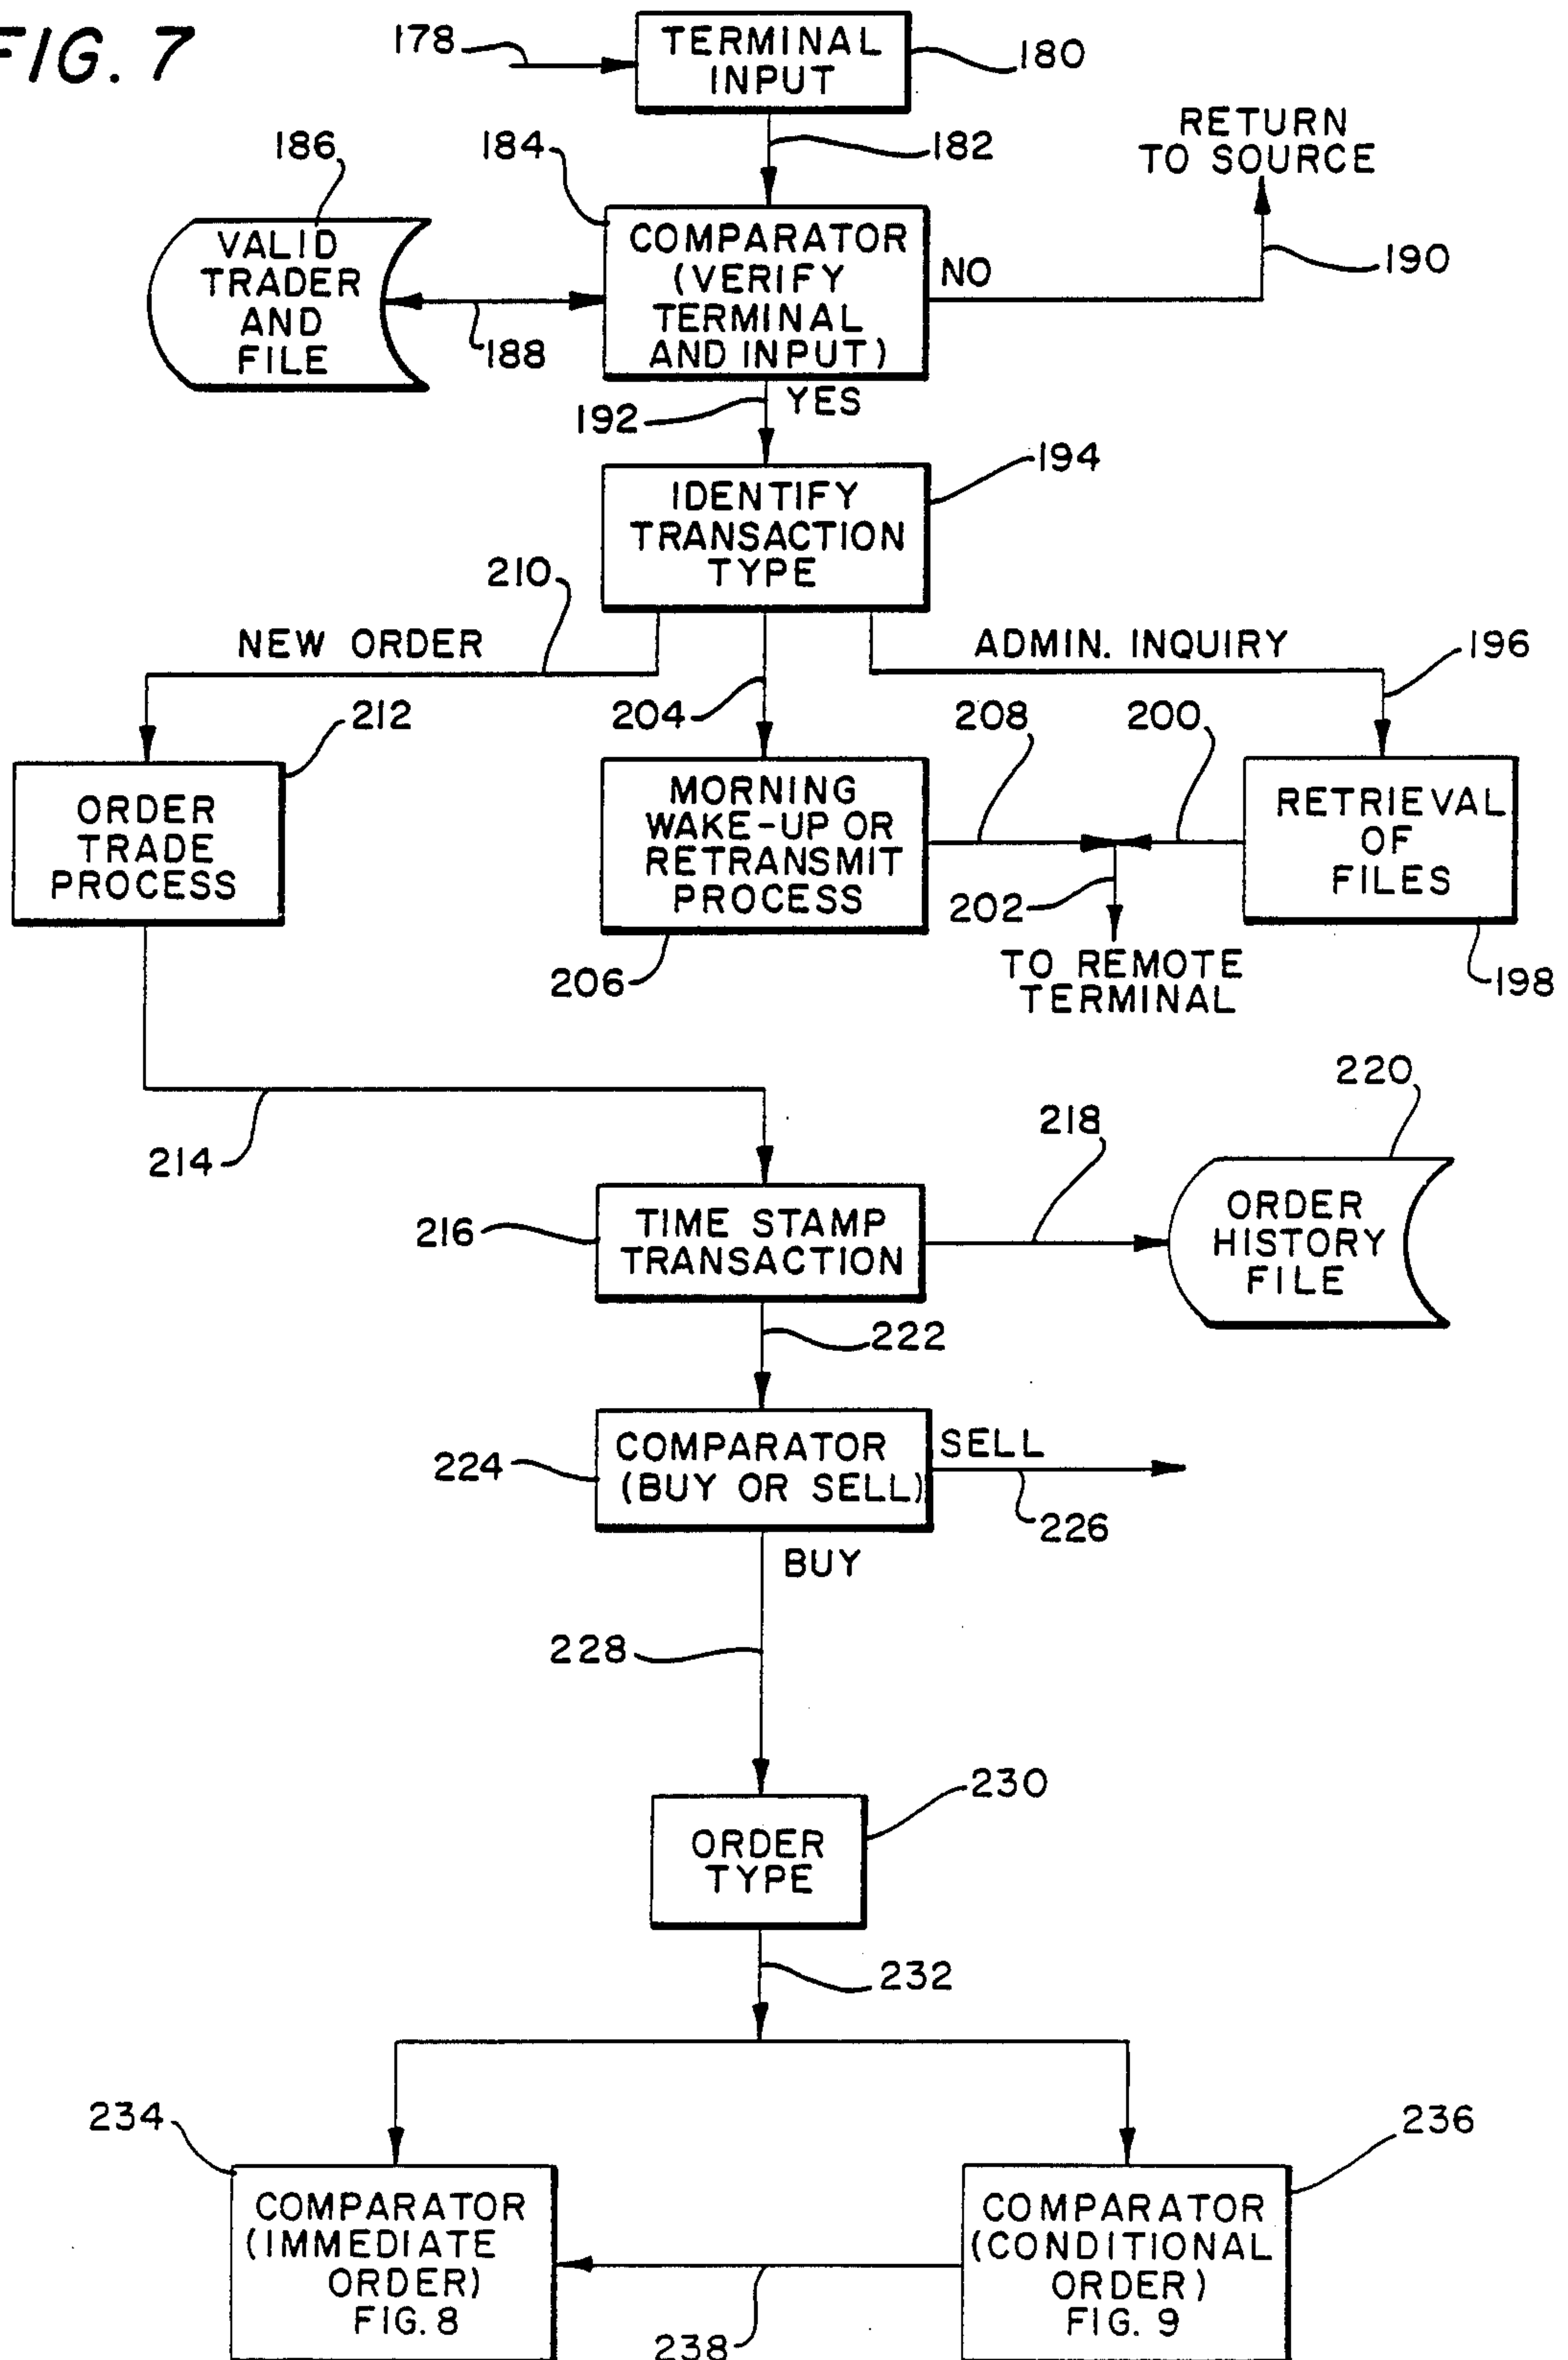 FIG. 7
178
TERMINAL
INPUT
180
182
RETURN
TO SOURCE
186
184
VALID
TRADER
AND
FILE
COMPARATOR
(VERIFY
TERMINAL
AND INPUT)
NO
190
188
192
YES
194
IDENTIFY
TRANSACTION
TYPE
210
NEW ORDER
ADMIN. INQUIRY
196
212
204
208
200
ORDER
TRADE
PROCESS
MORNING
WAKE-UP OR
RETRANSMIT
PROCESS
RETRIEVAL
OF
FILES
202
206
TO REMOTE
TERMINAL
198
220
218
214
216
TIME STAMP
TRANSACTION
ORDER
HISTORY
FILE
222
224
COMPARATOR
(BUY OR SELL)
SELL
226
BUY
228
230
ORDER
TYPE
232
234
236
COMPARATOR
(IMMEDIATE
ORDER)
FIG. 8
COMPARATOR
(CONDITIONAL
ORDER)
FIG. 9
238